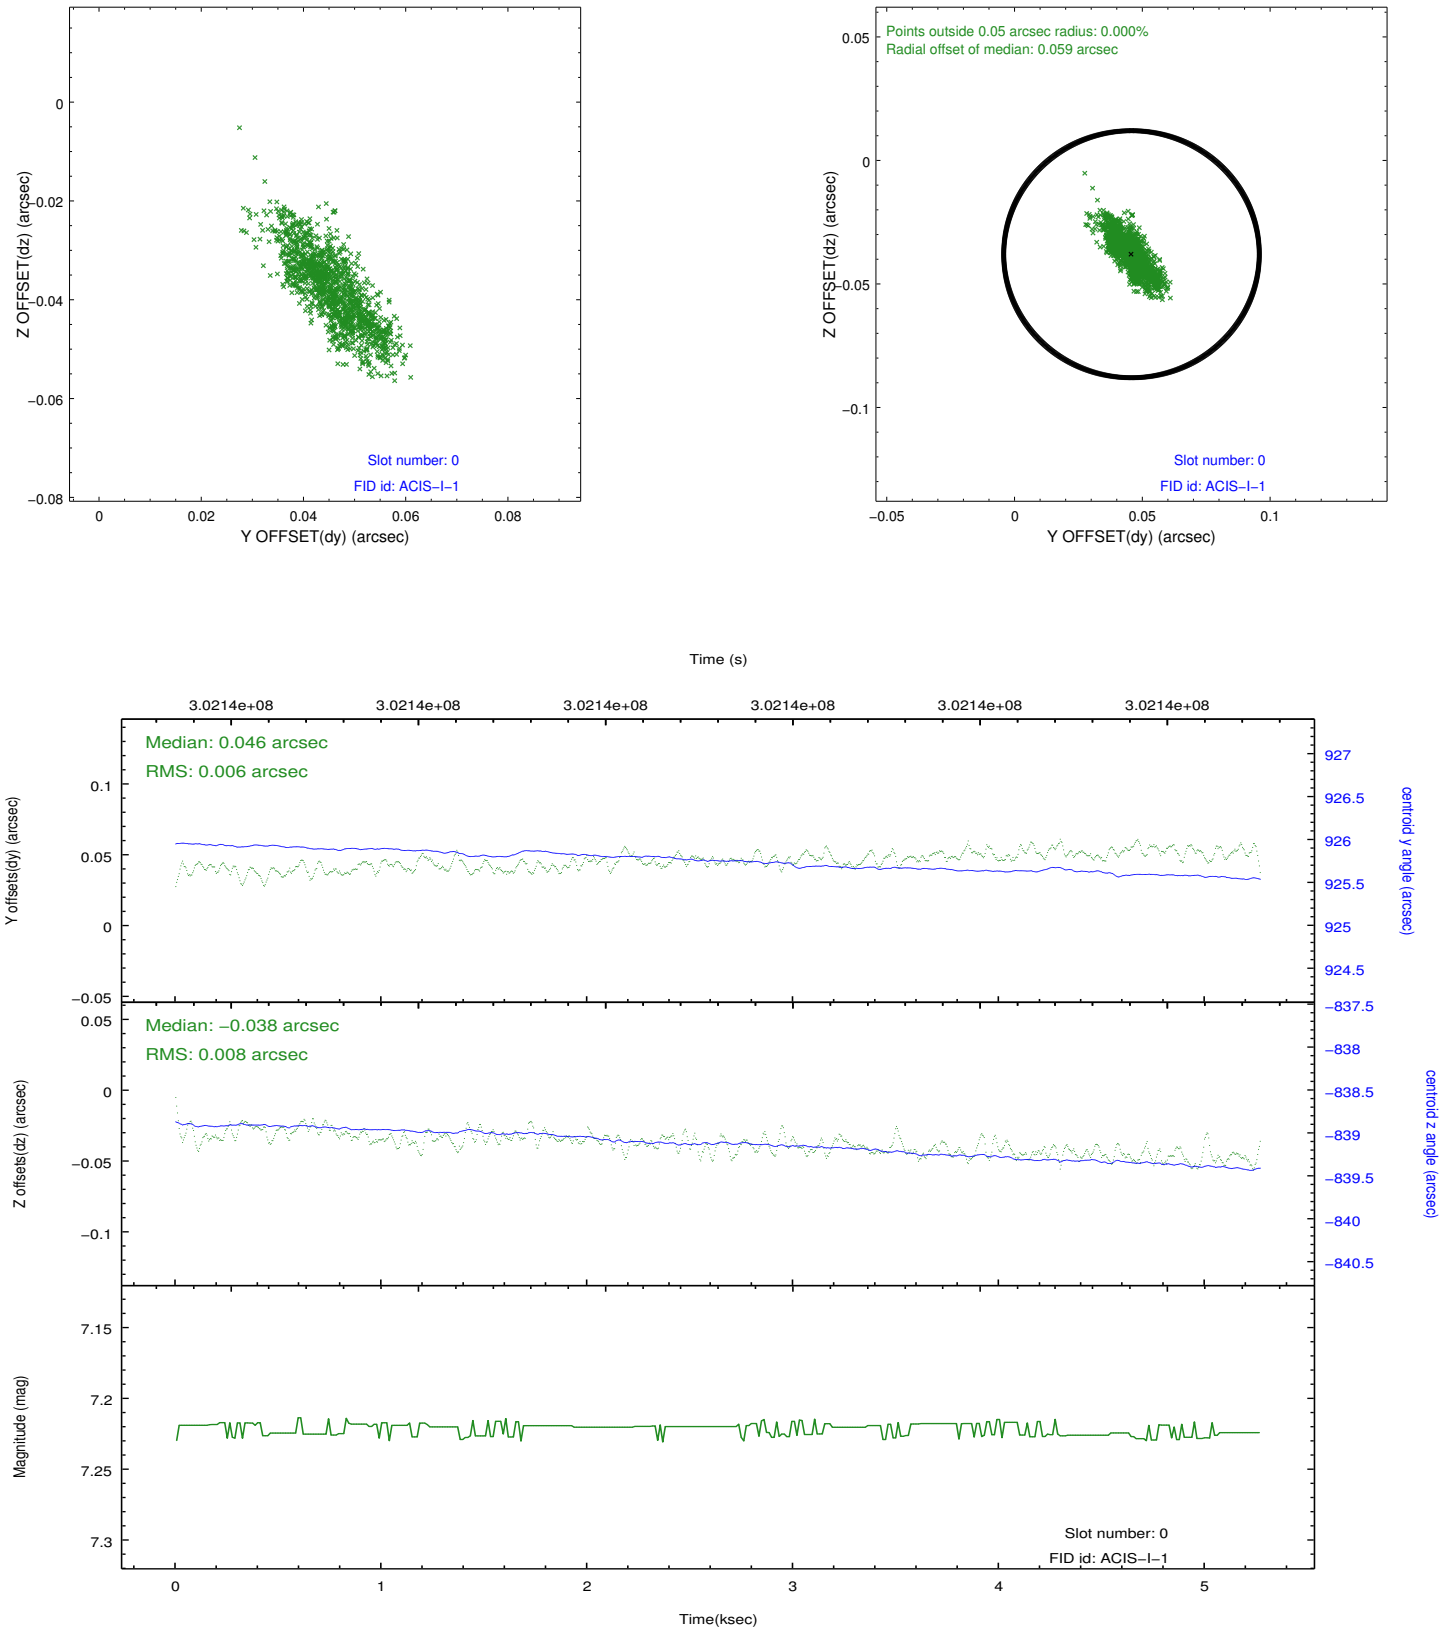 0
−0.02
−0.04
−0.06
−0.08
Z OFFSET(dz) (arcsec)
0 0.02 0.04 0.06 0.08
Y OFFSET(dy) (arcsec)
Slot number: 0
FID id: ACIS−I−1
Points outside 0.05 arcsec radius: 0.000%
Radial offset of median: 0.059 arcsec
0.05
0
−0.05
−0.1
Z OFFSET(dz) (arcsec)
Slot number: 0
FID id: ACIS−I−1
−0.05 0 0.05 0.1
Y OFFSET(dy) (arcsec)
Time (s)
3.0214e+08 3.0214e+08 3.0214e+08 3.0214e+08 3.0214e+08 3.0214e+08
Median: 0.046 arcsec
RMS: 0.006 arcsec
0.1
0.05
0
−0.05
Y offsets(dy) (arcsec)
927
926.5
926
925.5
925
924.5
centroid y angle (arcsec)
Median: −0.038 arcsec
RMS: 0.008 arcsec
0.05
0
−0.05
−0.1
Z offsets(dz) (arcsec)
−837.5
−838
−838.5
−839
−839.5
−840
−840.5
centroid z angle (arcsec)
7.15
7.2
7.25
7.3
Magnitude (mag)
Slot number: 0
FID id: ACIS−I−1
0 1 2 3 4 5
Time(ksec)